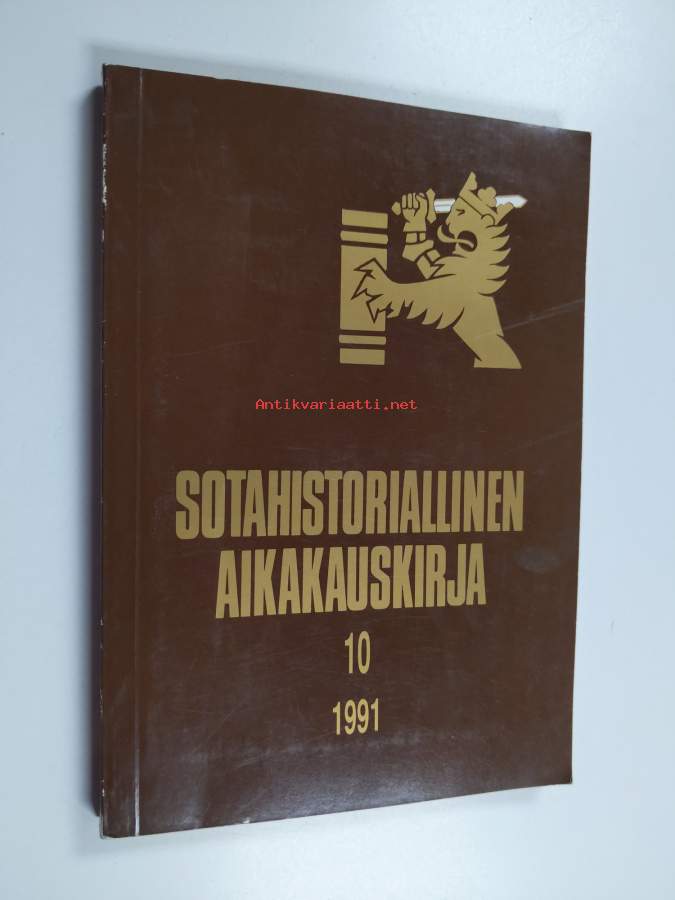 Antikvariaatti.net
SOTAHISTORIALLINEN
AIKAKAUSKIRJA
10
1991